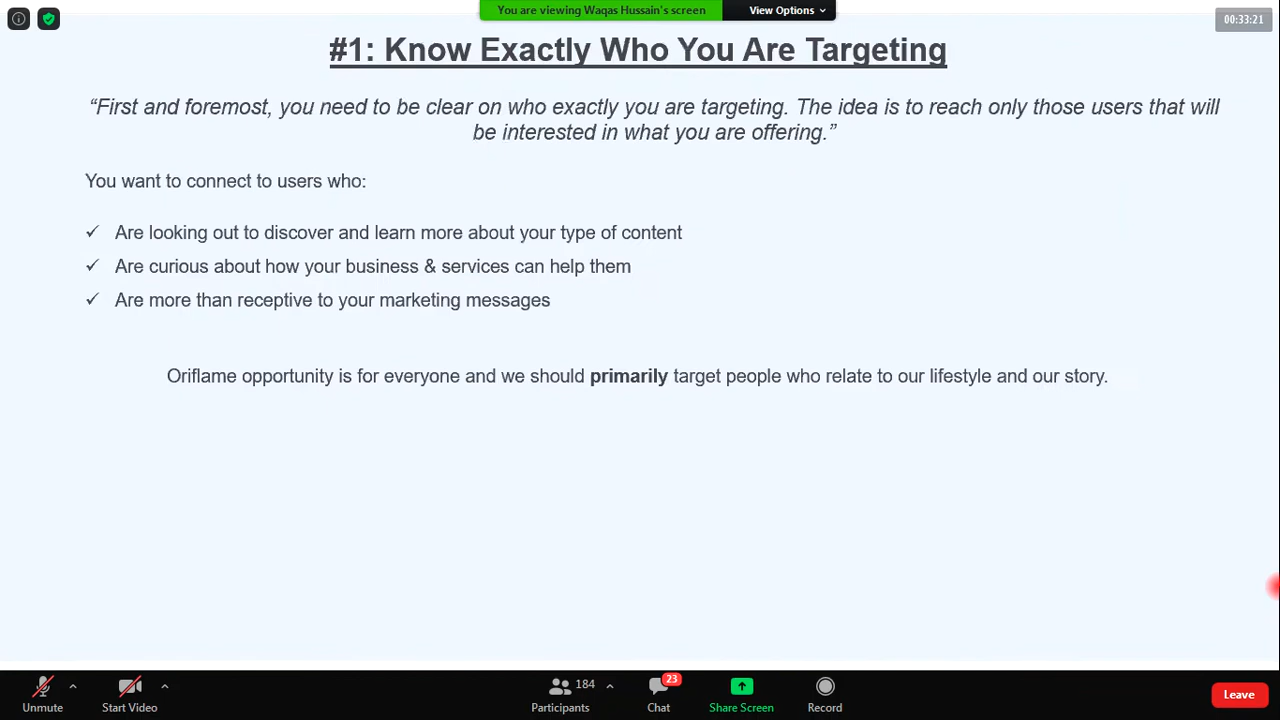 You are viewing Waqas Hussain's screen
View Options
00:33:21
#1: Know Exactly Who You Are Targeting
“First and foremost, you need to be clear on who exactly you are targeting. The idea is to reach only those users that will
be interested in what you are offering.”
You want to connect to users who:
✓ Are looking out to discover and learn more about your type of content
✓ Are curious about how your business & services can help them
✓ Are more than receptive to your marketing messages
Oriflame opportunity is for everyone and we should primarily target people who relate to our lifestyle and our story.
184
23
Unmute
Start Video
Participants
Chat
Share Screen
Record
Leave